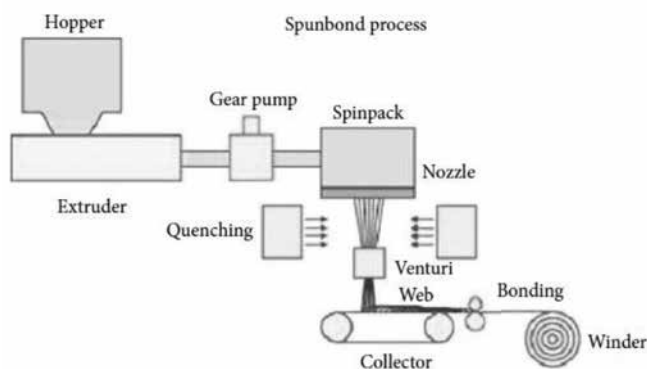 Hopper
Spunbond process
Gear pump
Spinpack
Nozzle
Extruder
Quenching
Venturi
Web
Bonding
Collector
Winder